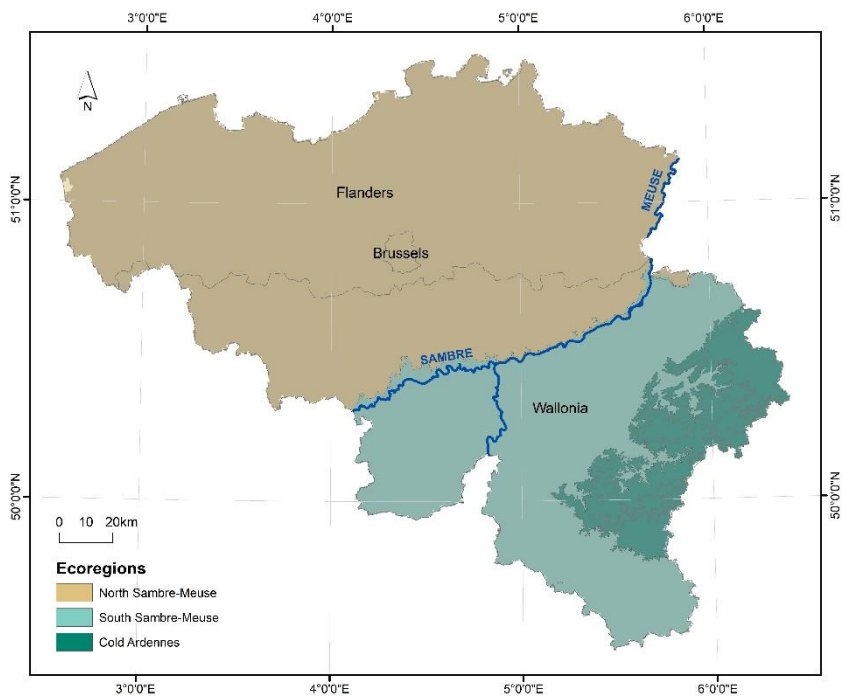 3°0'0"E 4°0'0"E 5°0'0"E 6°0'0"E
N
51°0'0"N
51°0'0"N
MEUSE
Flanders
Brussels
SAMBRE
Wallonia
50°0'0"N
50°0'0"N
0 10 20km
Ecoregions
North Sambre-Meuse
South Sambre-Meuse
Cold Ardennes
3°0'0"E 4°0'0"E 5°0'0"E 6°0'0"E